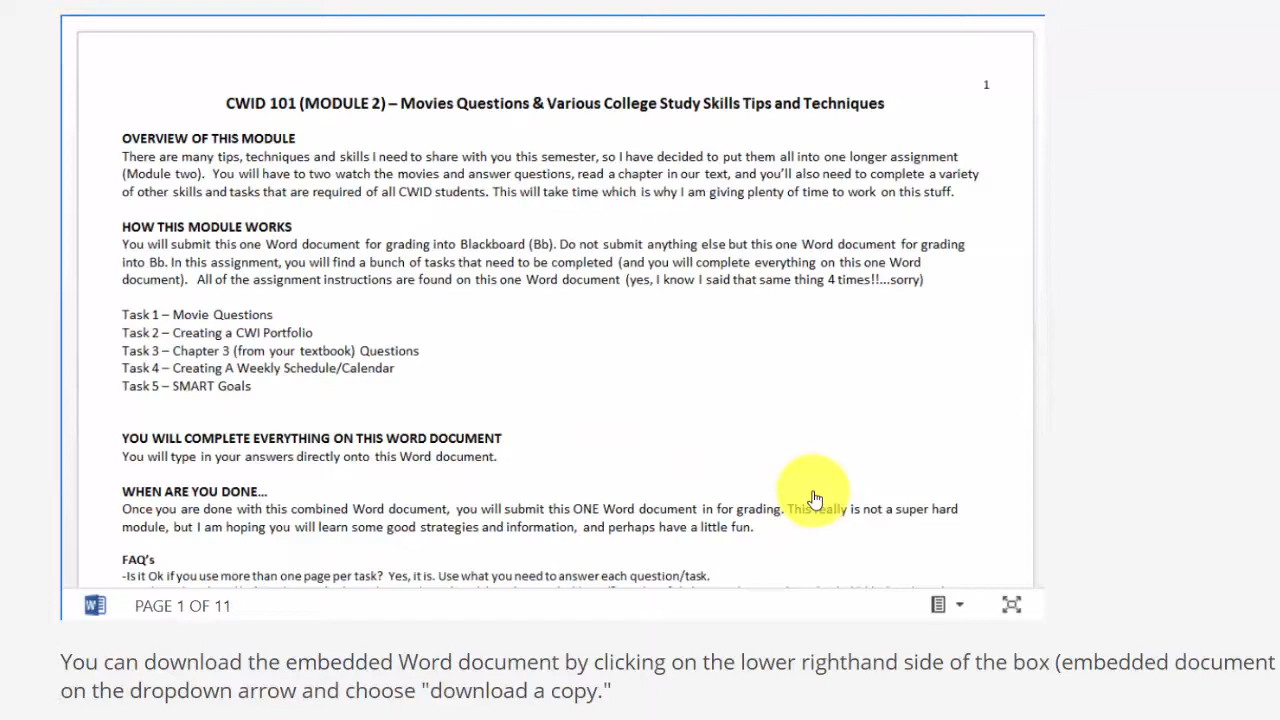 1
CWID 101 (MODULE 2) – Movies Questions & Various College Study Skills Tips and Techniques
OVERVIEW OF THIS MODULE
There are many tips, techniques and skills I need to share with you this semester, so I have decided to put them all into one longer assignment
(Module two). You will have to two watch the movies and answer questions, read a chapter in our text, and you'll also need to complete a variety
of other skills and tasks that are required of all CWID students. This will take time which is why I am giving plenty of time to work on this stuff.
HOW THIS MODULE WORKS
You will submit this one Word document for grading into Blackboard (Bb). Do not submit anything else but this one Word document for grading
into Bb. In this assignment, you will find a bunch of tasks that need to be completed (and you will complete everything on this one Word
document). All of the assignment instructions are found on this one Word document (yes, I know I said that same thing 4 times!!...sorry)
Task 1 – Movie Questions
Task 2 – Creating a CWI Portfolio
Task 3 – Chapter 3 (from your textbook) Questions
Task 4 – Creating A Weekly Schedule/Calendar
Task 5 – SMART Goals
YOU WILL COMPLETE EVERYTHING ON THIS WORD DOCUMENT
You will type in your answers directly onto this Word document.
WHEN ARE YOU DONE...
Once you are done with this combined Word document, you will submit this ONE Word document in for grading. This really is not a super hard
module, but I am hoping you will learn some good strategies and information, and perhaps have a little fun.
FAQ's
-Is it Ok if you use more than one page per task? Yes, it is. Use what you need to answer each question/task.
PAGE 1 OF 11
You can download the embedded Word document by clicking on the lower righthand side of the box (embedded document
on the dropdown arrow and choose "download a copy."